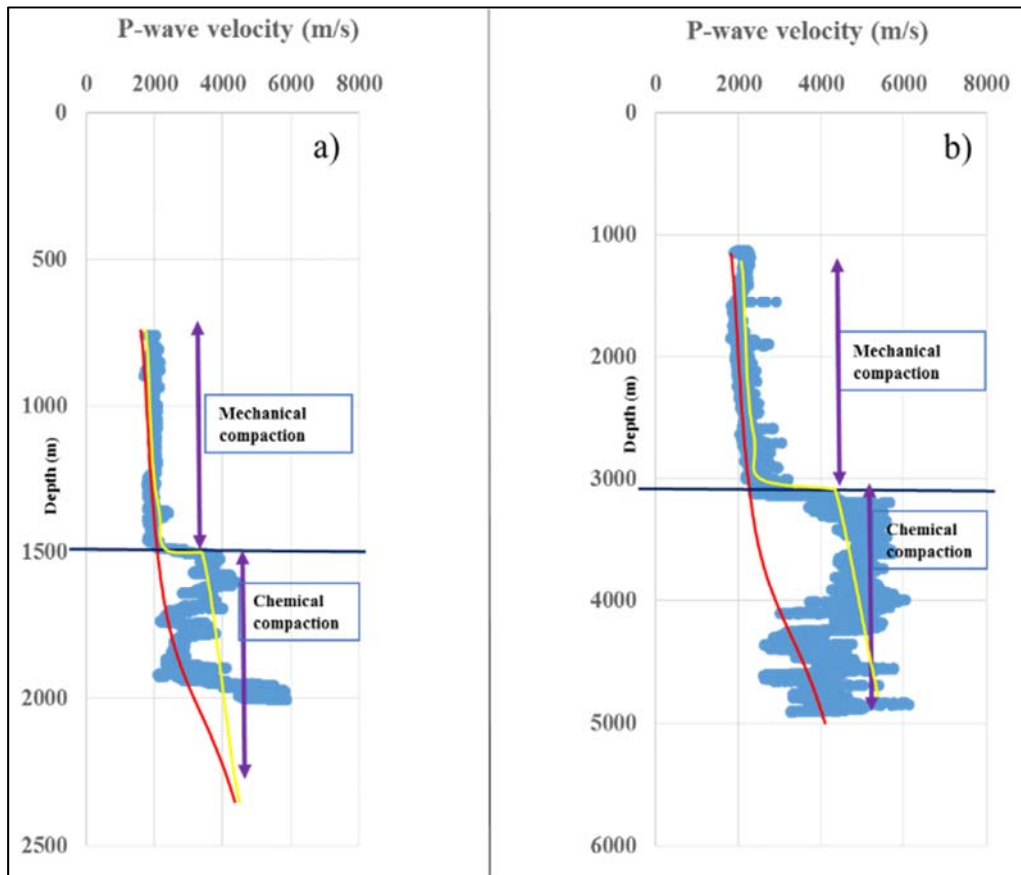 P-wave velocity (m/s)
0 2000 4000 6000 8000
0
500
1000
1500
2000
2500
Depth (m)
a)
Mechanical
compaction
Chemical
compaction
P-wave velocity (m/s)
0 2000 4000 6000 8000
0
1000
2000
3000
4000
5000
6000
Depth (m)
b)
Mechanical
compaction
Chemical
compaction